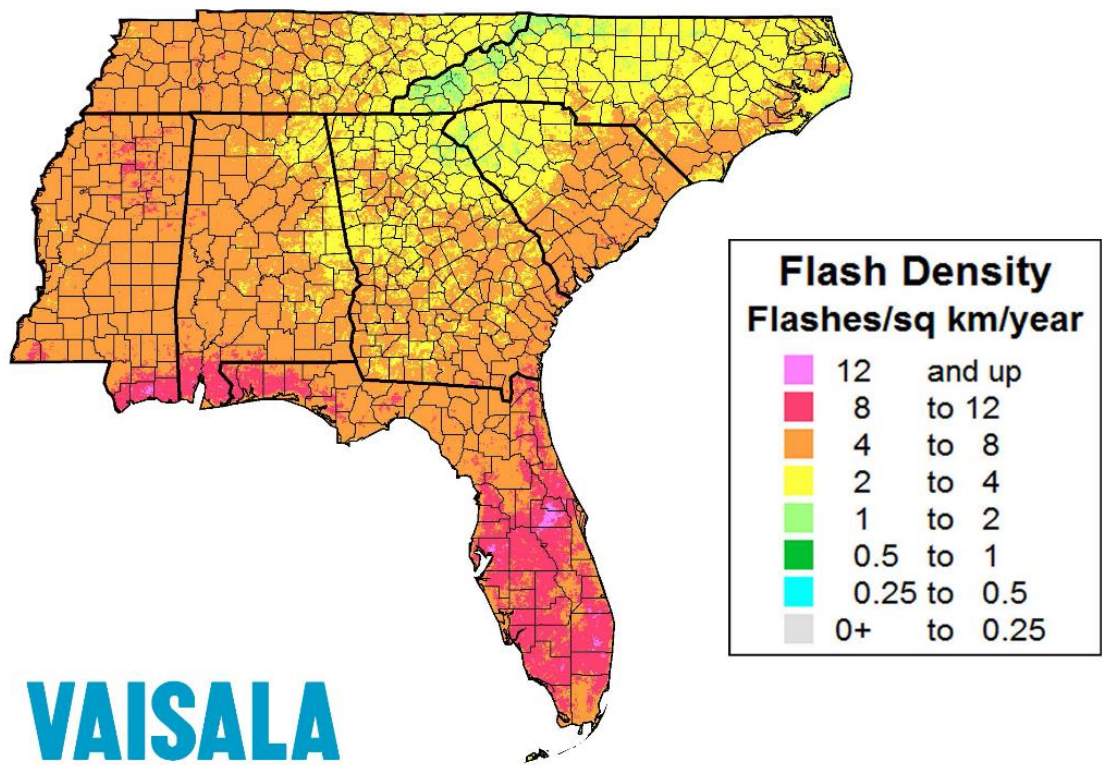 Flash Density
Flashes/sq km/year
12 and up
8 to 12
4 to 8
2 to 4
1 to 2
0.5 to 1
0.25 to 0.5
0+ to 0.25
VAISALA